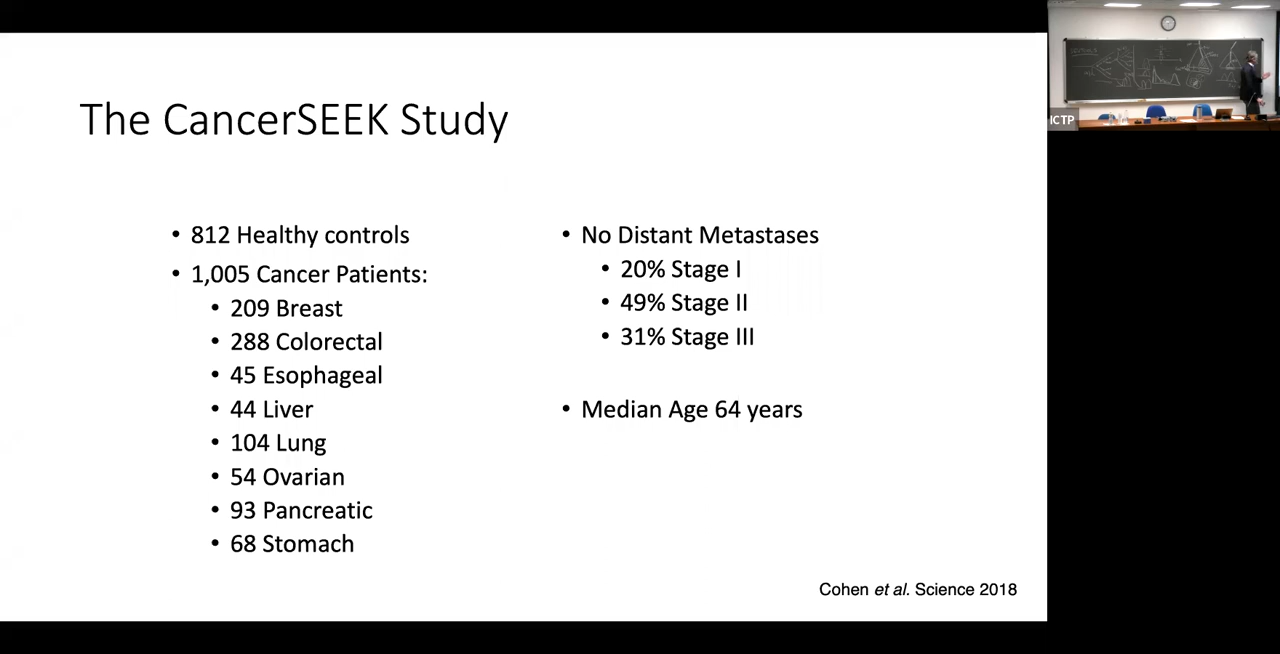 The CancerSEEK Study
• 812 Healthy controls
• 1,005 Cancer Patients:
• 209 Breast
• 288 Colorectal
• 45 Esophageal
• 44 Liver
• 104 Lung
• 54 Ovarian
• 93 Pancreatic
• 68 Stomach
• No Distant Metastases
• 20% Stage I
• 49% Stage II
• 31% Stage III
• Median Age 64 years
Cohen et al. Science 2018
ICTP